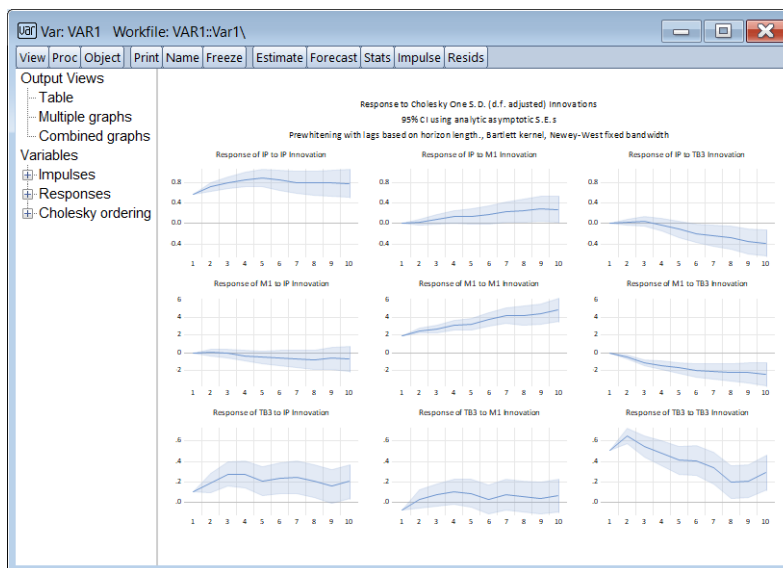 var Var: VAR1 Workfile: VAR1::Var1\
View Proc Object Print Name Freeze Estimate Forecast Stats Impulse Resids
Output Views
Table
Multiple graphs
Combined graphs
Variables
Impulses
Responses
Cholesky ordering
Response to Cholesky One S.D. (d.f. adjusted) Innovations
95% CI using analytic asymptotic S.E.s
Prewhitening with lags based on horizon length., Bartlett kernel, Newey-West fixed bandwidth
Response of IP to IP Innovation
0.8
0.4
0.0
0.4
1 2 3 4 5 6 7 8 9 10
Response of IP to M1 Innovation
0.8
0.4
0.0
0.4
1 2 3 4 5 6 7 8 9 10
Response of IP to TB3 Innovation
0.8
0.4
0.0
0.4
1 2 3 4 5 6 7 8 9 10
Response of M1 to IP Innovation
6
4
2
0
2
1 2 3 4 5 6 7 8 9 10
Response of M1 to M1 Innovation
6
4
2
0
2
1 2 3 4 5 6 7 8 9 10
Response of M1 to TB3 Innovation
6
4
2
0
2
1 2 3 4 5 6 7 8 9 10
Response of TB3 to IP Innovation
.6
.4
.2
.0
1 2 3 4 5 6 7 8 9 10
Response of TB3 to M1 Innovation
.6
.4
.2
.0
1 2 3 4 5 6 7 8 9 10
Response of TB3 to TB3 Innovation
.6
.4
.2
.0
1 2 3 4 5 6 7 8 9 10